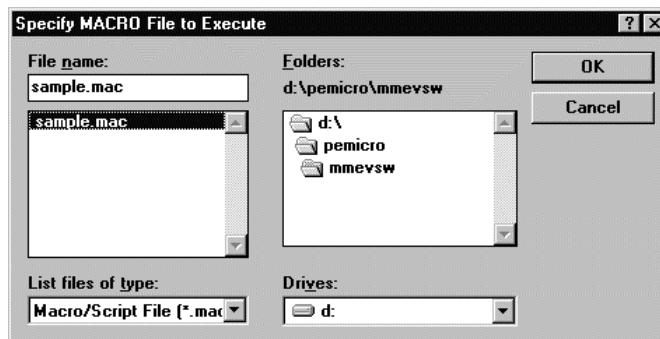 Specify MACRO File to Execute
File name:
sample.mac
sample.mac
List files of type:
Macro/Script File (*.mac
Folders:
d:\pemicro\mmevsw
d:\
pemicro
mmevsw
Drives:
d:
OK
Cancel